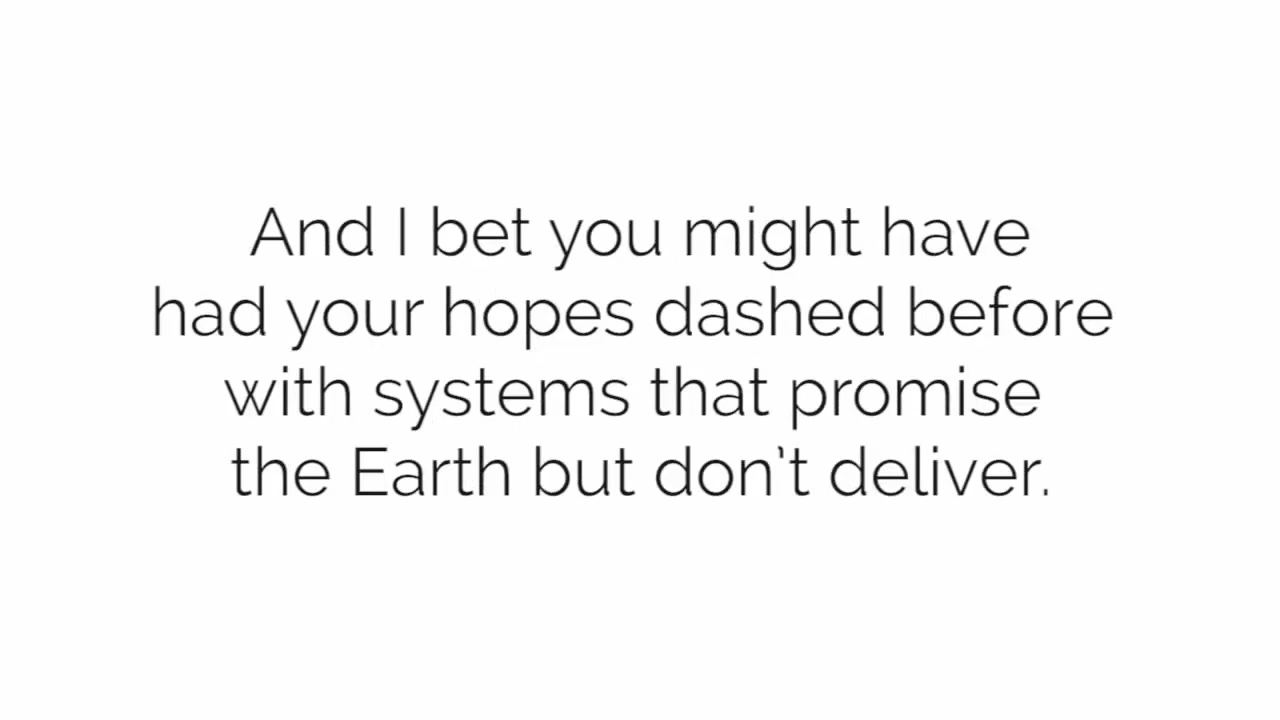 And I bet you might have
had your hopes dashed before
with systems that promise
the Earth but don't deliver.